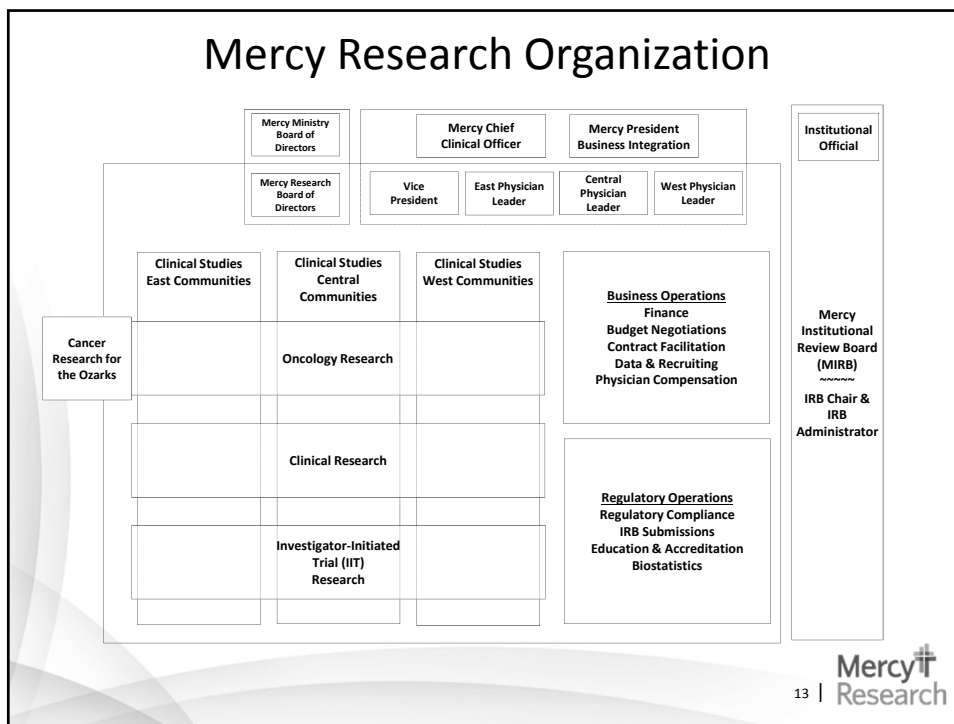 Mercy Research Organization
Mercy Ministry
Board of
Directors
Mercy Chief
Clinical Officer
Mercy President
Business Integration
Institutional
Official
Mercy Research
Board of
Directors
Vice
President
East Physician
Leader
Central
Physician
Leader
West Physician
Leader
Clinical Studies
East Communities
Clinical Studies
Central
Communities
Clinical Studies
West Communities
Cancer
Research for
the Ozarks
Oncology Research
Clinical Research
Investigator-Initiated
Trial (IIT)
Research
Business Operations
Finance
Budget Negotiations
Contract Facilitation
Data & Recruiting
Physician Compensation
Regulatory Operations
Regulatory Compliance
IRB Submissions
Education & Accreditation
Biostatistics
Mercy
Institutional
Review Board
(MIRB)
~~~~~
IRB Chair &
IRB
Administrator
13 |
Mercy
Research